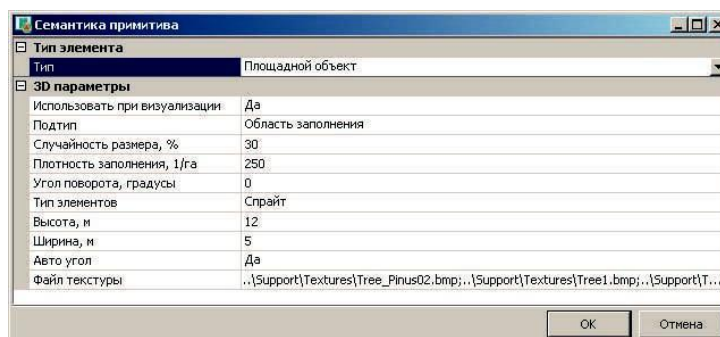 Семантика примитива
Тип элемента
Тип Площадной объект
3D параметры
Использовать при визуализации Да
Подтип Область заполнения
Случайность размера, % 30
Плотность заполнения, 1/га 250
Угол поворота, градусы 0
Тип элементов Спрайт
Высота, м 12
Ширина, м 5
Авто угол Да
Файл текстуры ..\Support\Textures\Tree_Pinus02.bmp;..\Support\Textures\Tree1.bmp;..\Support\T...
OK Отмена